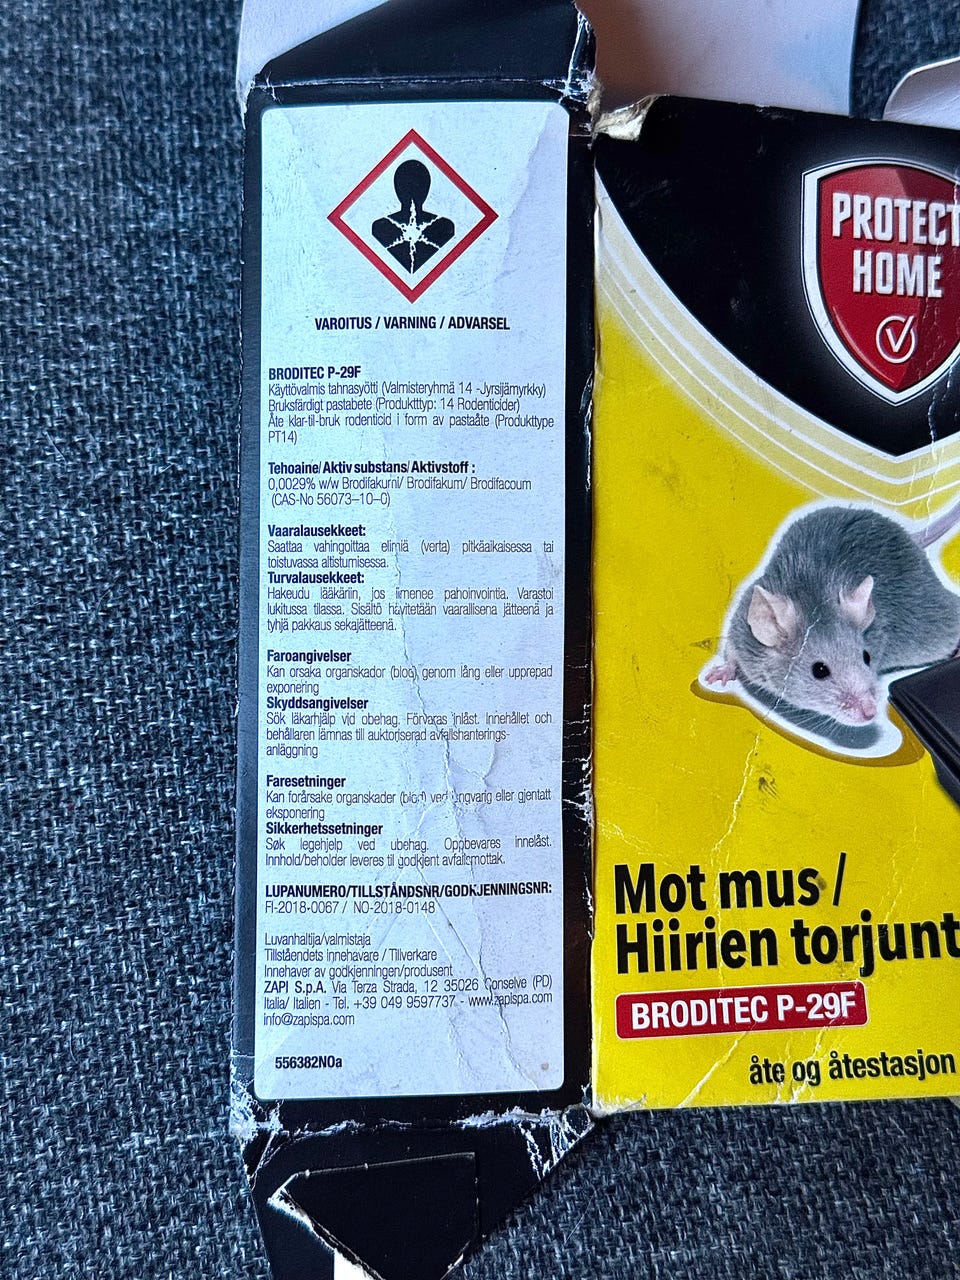 VAROITUS / VARNING / ADVARSEL
BRODITEC P-29F
Käyttövalmis tahnasyötti (Valmisteryhmä 14 -Jyrsijämyrkky)
Bruksfärdigt pastabete (Produktttyp: 14 Rodenticider)
Åte klar-til-bruk rodenticid i form av pastaåte (Produkttype
PT14)
Tehoaine/Aktiv substans/Aktivstoff :
0,0029% w/w Brodifakumi/ Brodifakum/ Brodifacoum
(CAS-No 56073–10–0)
Vaaralausekkeet:
Saattaa vahingoittaa elimiä (verta) pitkäaikaisessa tai
toistuvassa altistumisessa.
Turvalausekkeet:
Hakeudu lääkäriin, jos ilmenee pahoinvointia. Varastoi
lukitussa tilassa. Sisältö hävitetään vaarallisena jätteenä ja
tyhjä pakkaus sekajätteenä.
Faroangivelser
Kan orsaka organskador (blod) genom lång eller upprepad
exponering
Skyddsangivelser
Sök läkarhjälp vid obehag. Förvaras inlåst. Innehållet och
behållaren lämnas till auktoriserad avfallshanterings-
anläggning
Faresetninger
Kan forårsake organskader (blod) ved langvarig eller gjentatt
eksponering
Sikkerhetssetninger
Søk legehjelp ved ubehag. Oppbevares innelåst.
Innhold/beholder leveres til godkjent avfallsmottak.
LUPANUMERO/TILLSTÅNDSNR/GODKJENNINGSNR:
FI-2018-0067 / NO-2018-0148
Luvanhaltija/valmistaja
Tillståendets innehavare / Tillverkare
Innehaver av godkjenningen/produsent
ZAPI S.p.A. Via Terza Strada, 12 35026 Conselve (PD)
Italia/ Italien - Tel. +39 049 9597737 - www.zapispa.com
info@zapispa.com
556382NOa
PROTECT
HOME
Mot mus /
Hiirien torjunt
BRODITEC P-29F
åte og åtestasjon